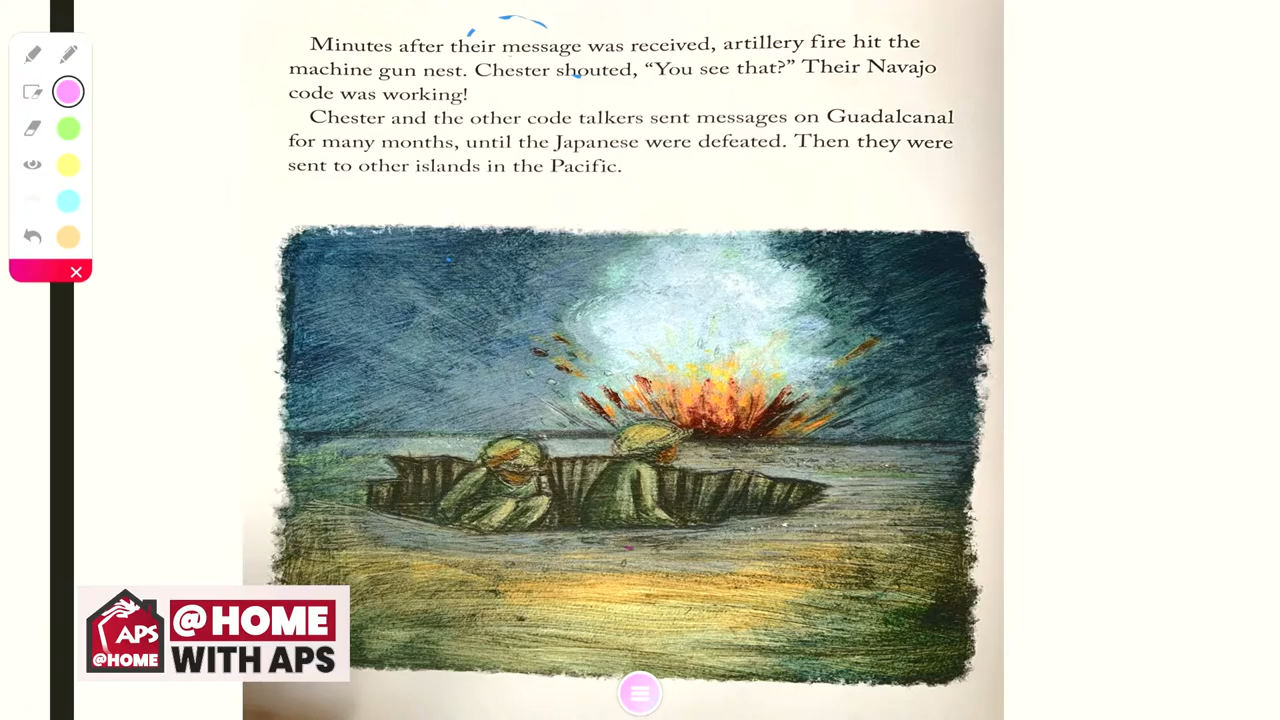 Minutes after their message was received, artillery fire hit the
machine gun nest. Chester shouted, “You see that?” Their Navajo
code was working!
Chester and the other code talkers sent messages on Guadalcanal
for many months, until the Japanese were defeated. Then they were
sent to other islands in the Pacific.
APS
@HOME
@HOME
WITH APS